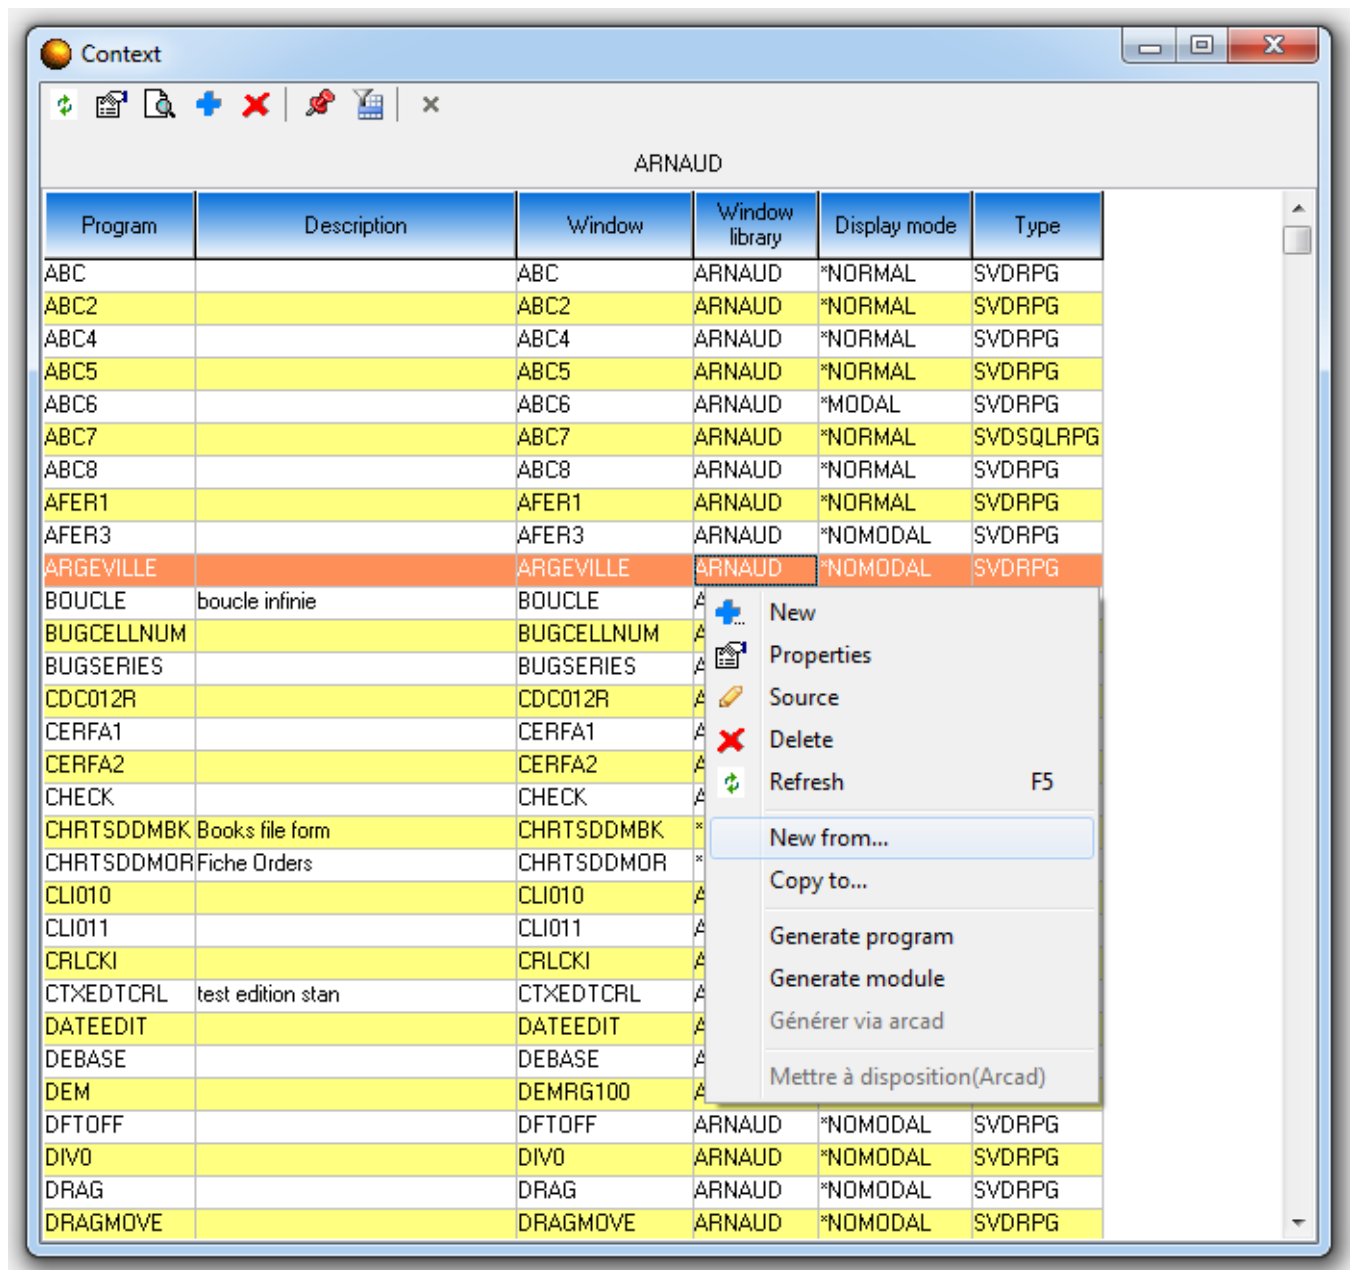 Context
ARNAUD
Program Description Window Window library Display mode Type
ABC ABC ARNAUD *NORMAL SVDRPG
ABC2 ABC2 ARNAUD *NORMAL SVDRPG
ABC4 ABC4 ARNAUD *NORMAL SVDRPG
ABC5 ABC5 ARNAUD *NORMAL SVDRPG
ABC6 ABC6 ARNAUD *MODAL SVDRPG
ABC7 ABC7 ARNAUD *NORMAL SVDSQLRPG
ABC8 ABC8 ARNAUD *NORMAL SVDRPG
AFER1 AFER1 ARNAUD *NORMAL SVDRPG
AFER3 AFER3 ARNAUD *NOMODAL SVDRPG
ARGEVILLE ARGEVILLE ARNAUD *NOMODAL SVDRPG
BOUCLE boucle infinie BOUCLE A
BUGCELLNUM BUGCELLNUM A
BUGSERIES BUGSERIES A
CDC012R CDC012R A
CERFA1 CERFA1 A
CERFA2 CERFA2 A
CHECK CHECK A
CHRTSDDMBK Books file form CHRTSDDMBK *
CHRTSDDMOR Fiche Orders CHRTSDDMOR *
CLI010 CLI010 A
CLI011 CLI011 A
CRLCKI CRLCKI A
CTXEDTCRL test edition stan CTXEDTCRL A
DATEEDIT DATEEDIT A
DEBASE DEBASE A
DEM DEMRG100 A
DFTOFF DFTOFF ARNAUD *NOMODAL SVDRPG
DIV0 DIV0 ARNAUD *NOMODAL SVDRPG
DRAG DRAG ARNAUD *NOMODAL SVDRPG
DRAGMOVE DRAGMOVE ARNAUD *NOMODAL SVDRPG
New
Properties
Source
Delete
Refresh F5
New from...
Copy to...
Generate program
Generate module
Générer via arcad
Mettre à disposition(Arcad)